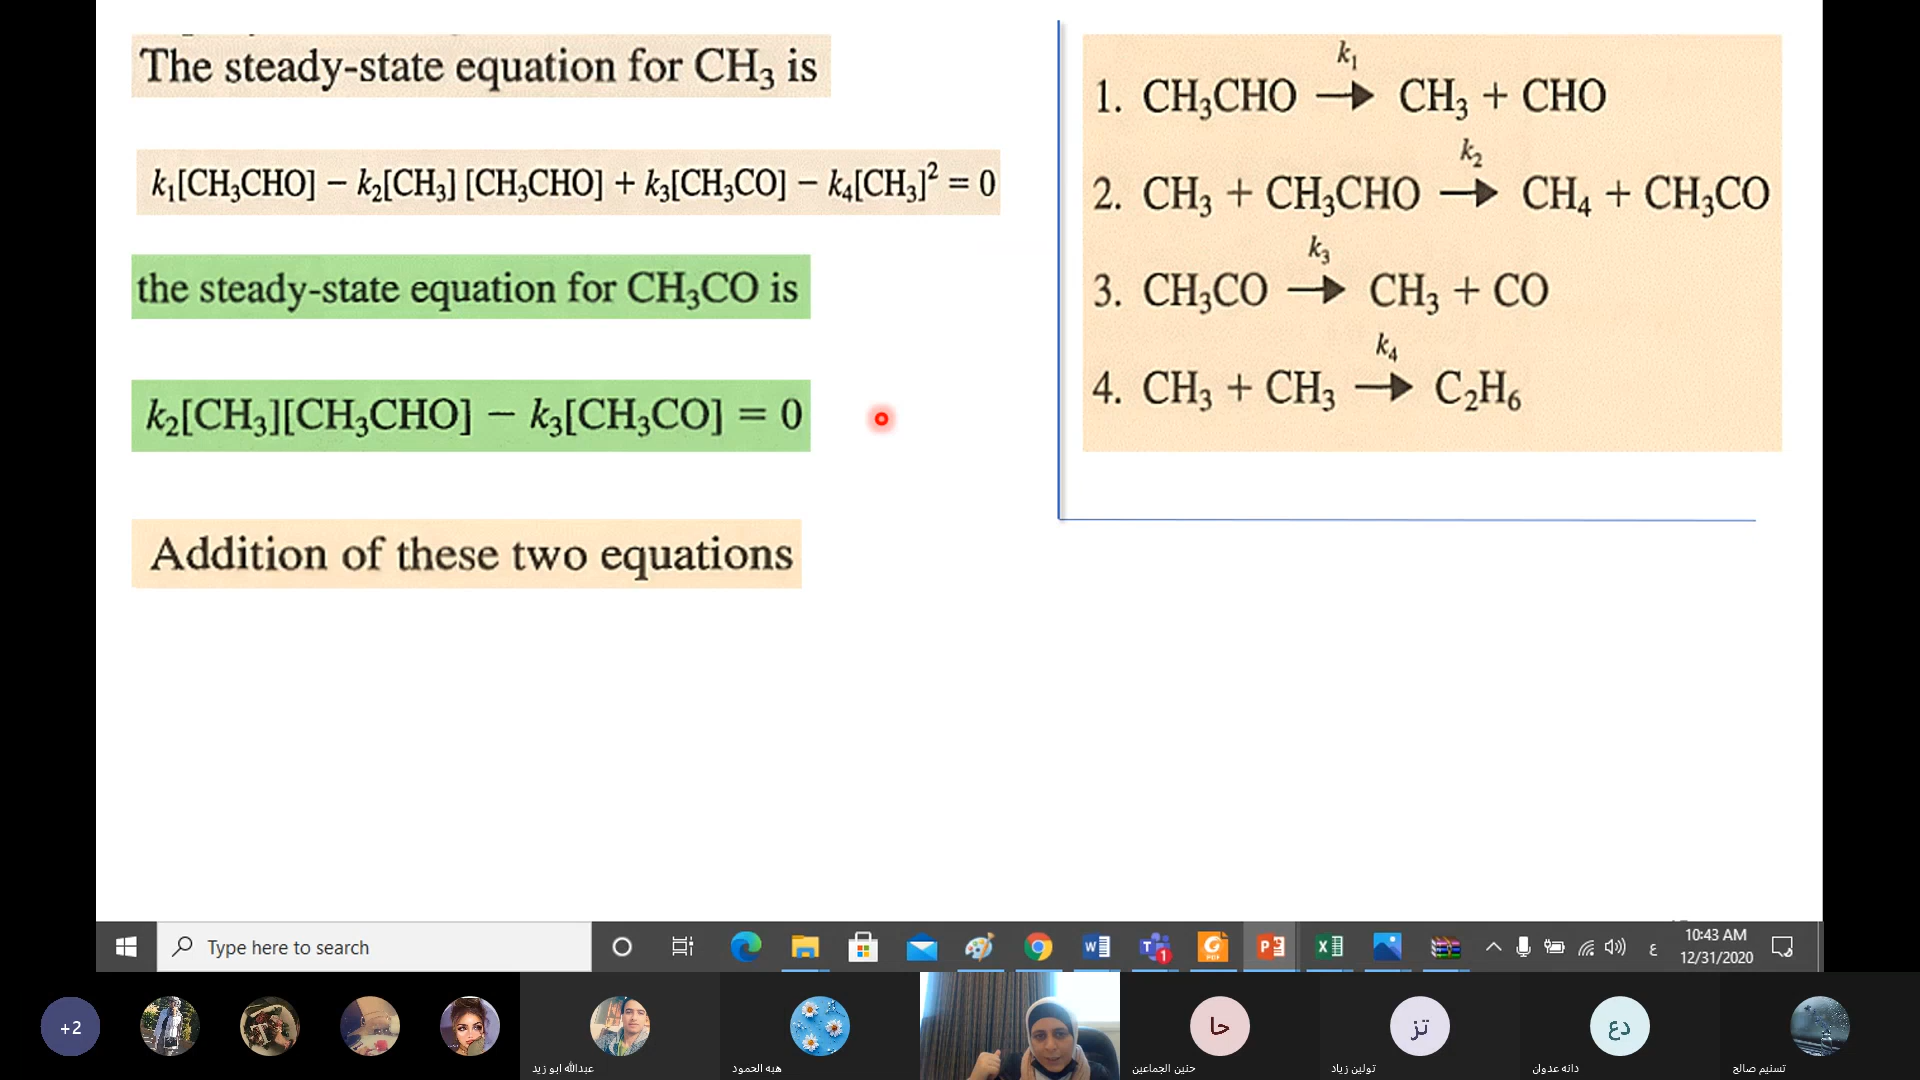 The steady-state equation for CH₃ is
k₁[CH₃CHO] − k₂[CH₃] [CH₃CHO] + k₃[CH₃CO] − k₄[CH₃]² = 0
the steady-state equation for CH₃CO is
k₂[CH₃][CH₃CHO] − k₃[CH₃CO] = 0
Addition of these two equations
k₁
1. CH₃CHO → CH₃ + CHO
k₂
2. CH₃ + CH₃CHO → CH₄ + CH₃CO
k₃
3. CH₃CO → CH₃ + CO
k₄
4. CH₃ + CH₃ → C₂H₆
Type here to search
1
ع
10:43 AM
12/31/2020
+2
عبدالله ابو زيد
هبه الحمود
حا
حنين الجماعين
تز
تولين زياد
دع
دانه عدوان
تسنيم صالح